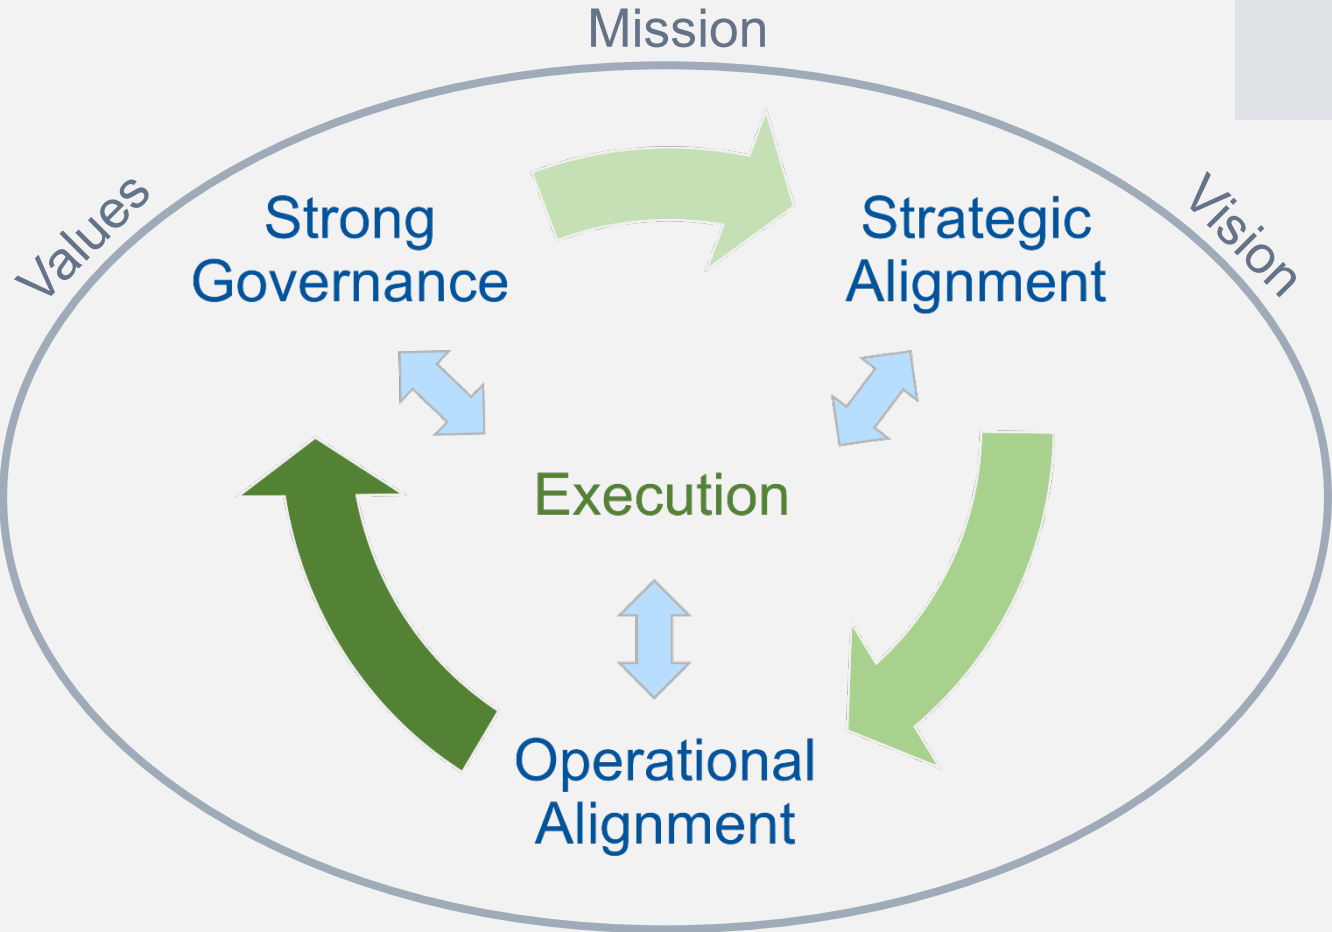 Mission
Values
Vision
Strong
Governance
Strategic
Alignment
Execution
Operational
Alignment